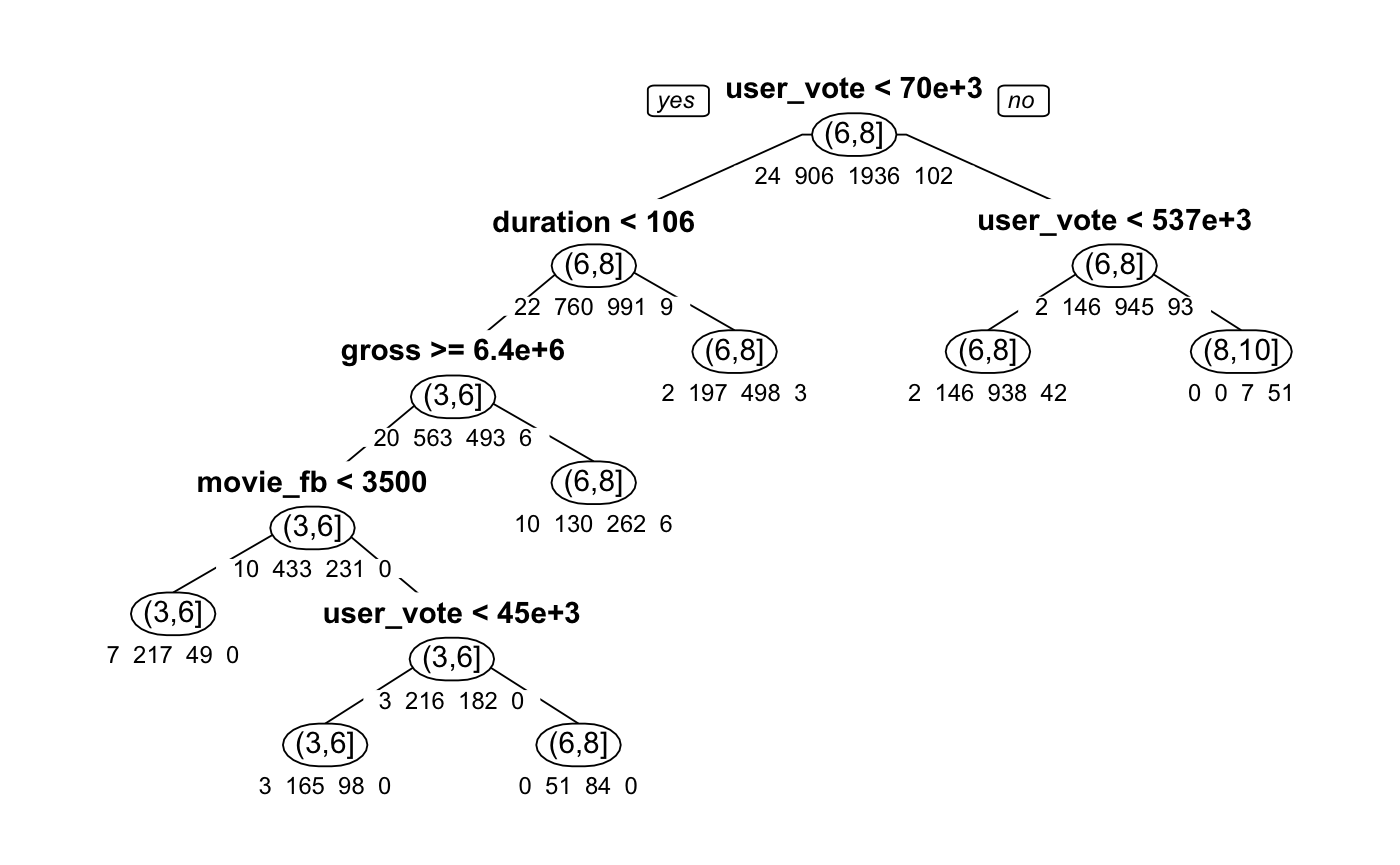 user_vote < 70e+3
yes no
(6,8]
24 906 1936 102
duration < 106 user_vote < 537e+3
(6,8] (6,8]
22 760 991 9 2 146 945 93
gross >= 6.4e+6 (6,8] (6,8] (8,10]
(3,6] 2 197 498 3 2 146 938 42 0 0 7 51
20 563 493 6
movie_fb < 3500 (6,8]
(3,6] 10 130 262 6
10 433 231 0
(3,6] user_vote < 45e+3
7 217 49 0 (3,6]
3 216 182 0
(3,6] (6,8]
3 165 98 0 0 51 84 0